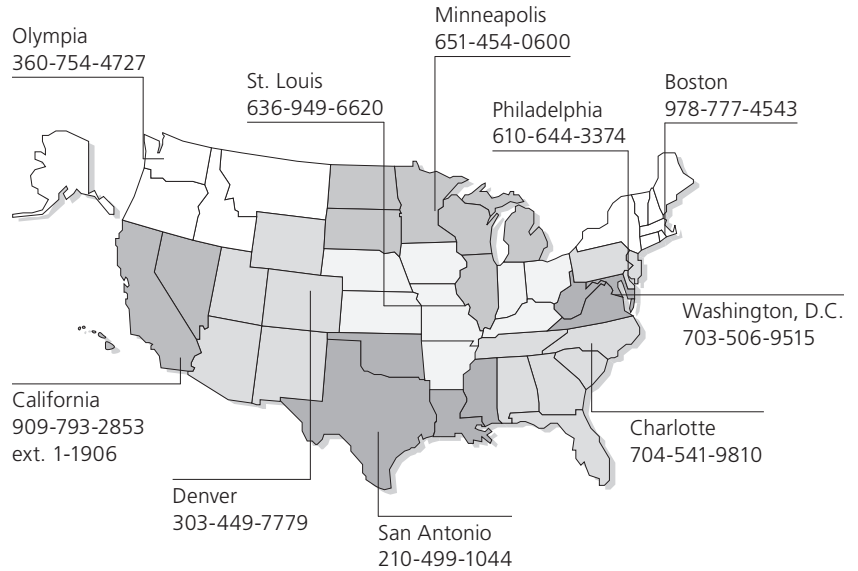 Minneapolis
651-454-0600
Olympia
360-754-4727
St. Louis
636-949-6620
Boston
978-777-4543
Philadelphia
610-644-3374
Washington, D.C.
703-506-9515
California
909-793-2853
ext. 1-1906
Charlotte
704-541-9810
Denver
303-449-7779
San Antonio
210-499-1044